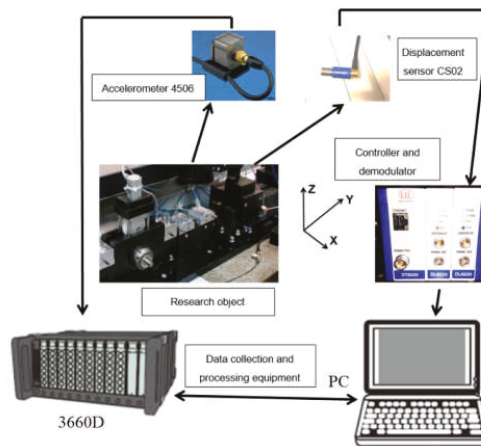 Accelerometer 4506
Displacement
sensor CS02
Controller and
demodulator
Z
Y
X
Research object
Data collection and
processing equipment
PC
3660D